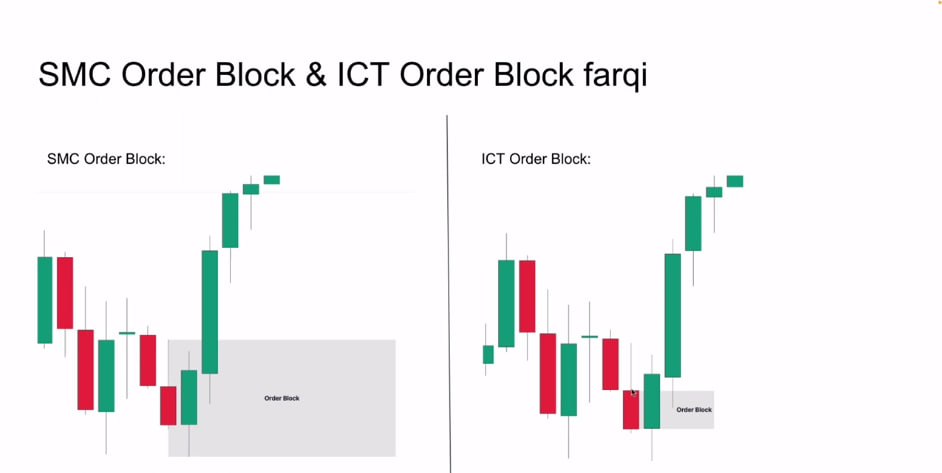 SMC Order Block & ICT Order Block farqi
SMC Order Block:
ICT Order Block:
Order Block
Order Block